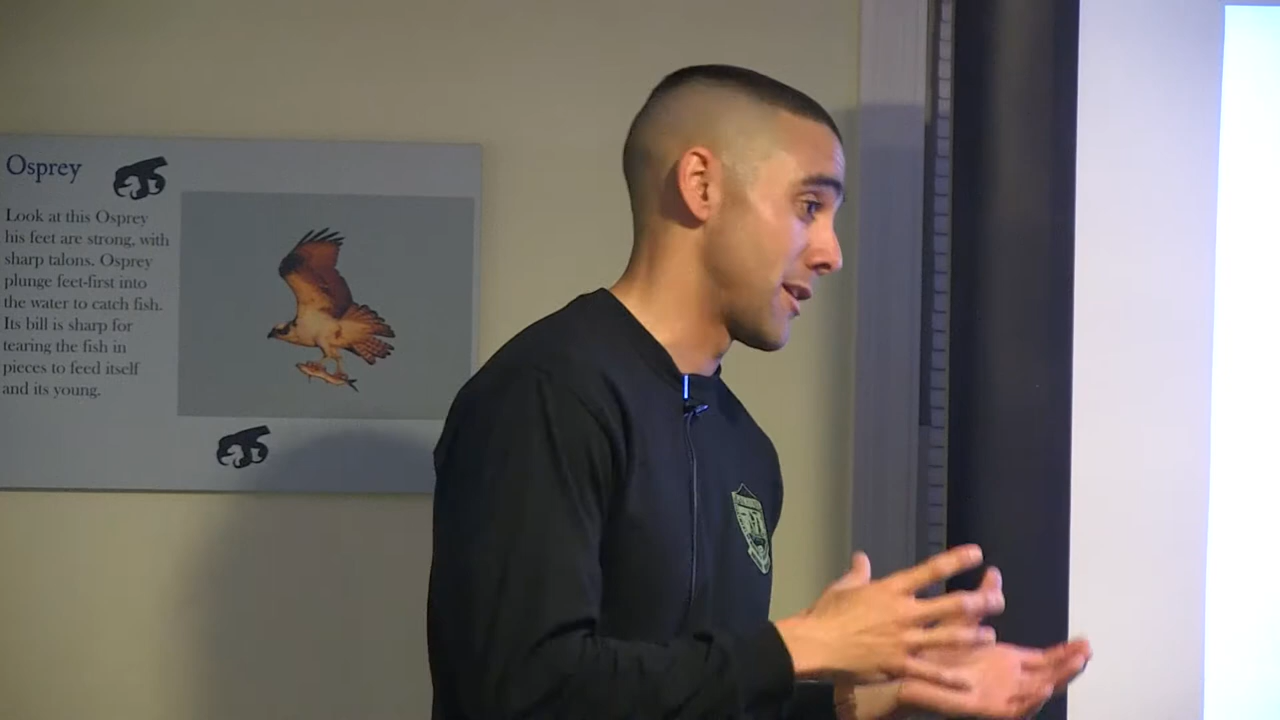 Osprey
Look at this Osprey
his feet are strong, with
sharp talons. Osprey
plunge feet-first into
the water to catch fish.
Its bill is sharp for
tearing the fish in
pieces to feed itself
and its young.